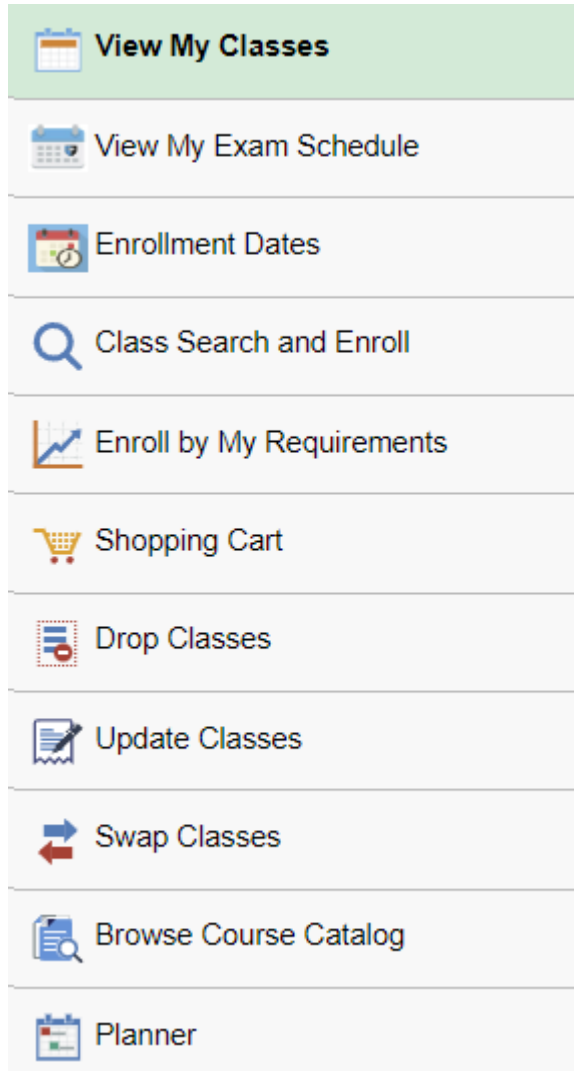 View My Classes
View My Exam Schedule
Enrollment Dates
Class Search and Enroll
Enroll by My Requirements
Shopping Cart
Drop Classes
Update Classes
Swap Classes
Browse Course Catalog
Planner